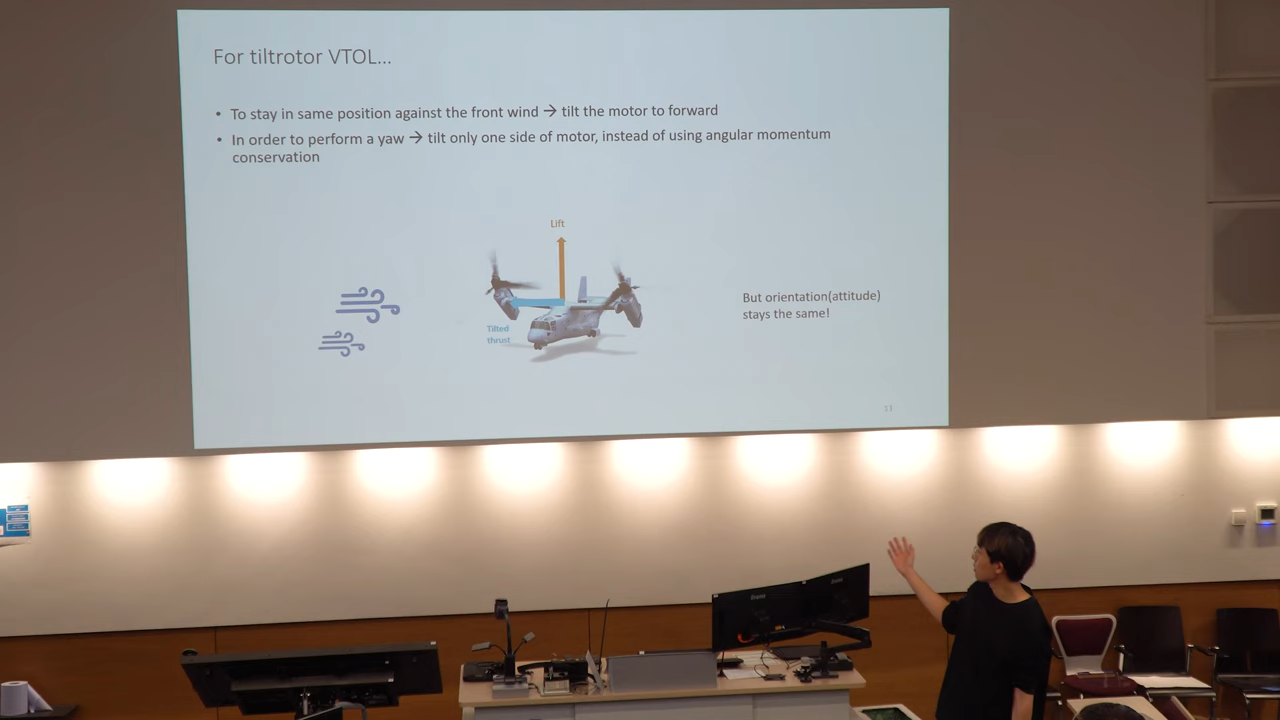 For tiltrotor VTOL...
• To stay in same position against the front wind → tilt the motor to forward
• In order to perform a yaw → tilt only one side of motor, instead of using angular momentum
conservation
Lift
Tilted
thrust
But orientation(attitude)
stays the same!
13